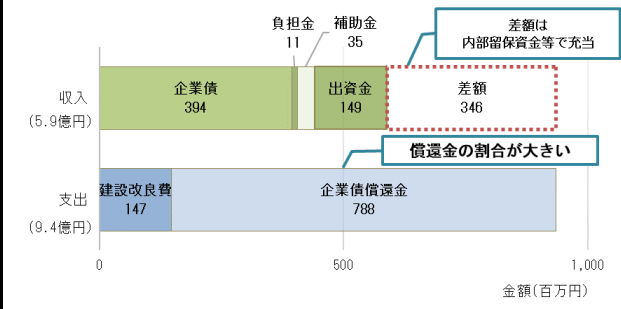 負担金
11
補助金
35
差額は
内部留保資金等で充当
収入
(5.9億円)
企業債
394
出資金
149
差額
346
償還金の割合が大きい
支出
(9.4億円)
建設改良費
147
企業債償還金
788
0
500
1,000
金額(百万円)